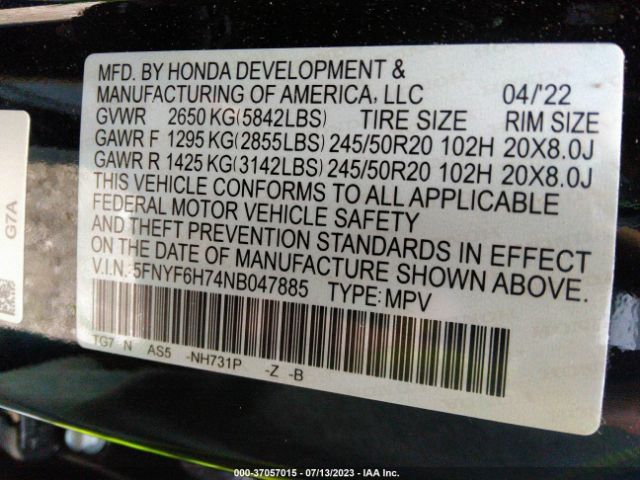 MFD. BY HONDA DEVELOPMENT &
MANUFACTURING OF AMERICA, LLC 04/'22
GVWR 2650 KG(5842LBS) TIRE SIZE RIM SIZE
GAWR F 1295 KG(2855LBS) 245/50R20 102H 20X8.0J
GAWR R 1425 KG(3142LBS) 245/50R20 102H 20X8.0J
THIS VEHICLE CONFORMS TO ALL APPLICABLE
FEDERAL MOTOR VEHICLE SAFETY
AND THEFT PREVENTION STANDARDS IN EFFECT
ON THE DATE OF MANUFACTURE SHOWN ABOVE.
V.I.N. 5FNYF6H74NB047885 TYPE: MPV
TG7 N AS5 -NH731P -Z -B
G7A
000-37057015 - 07/13/2023 - IAA Inc.